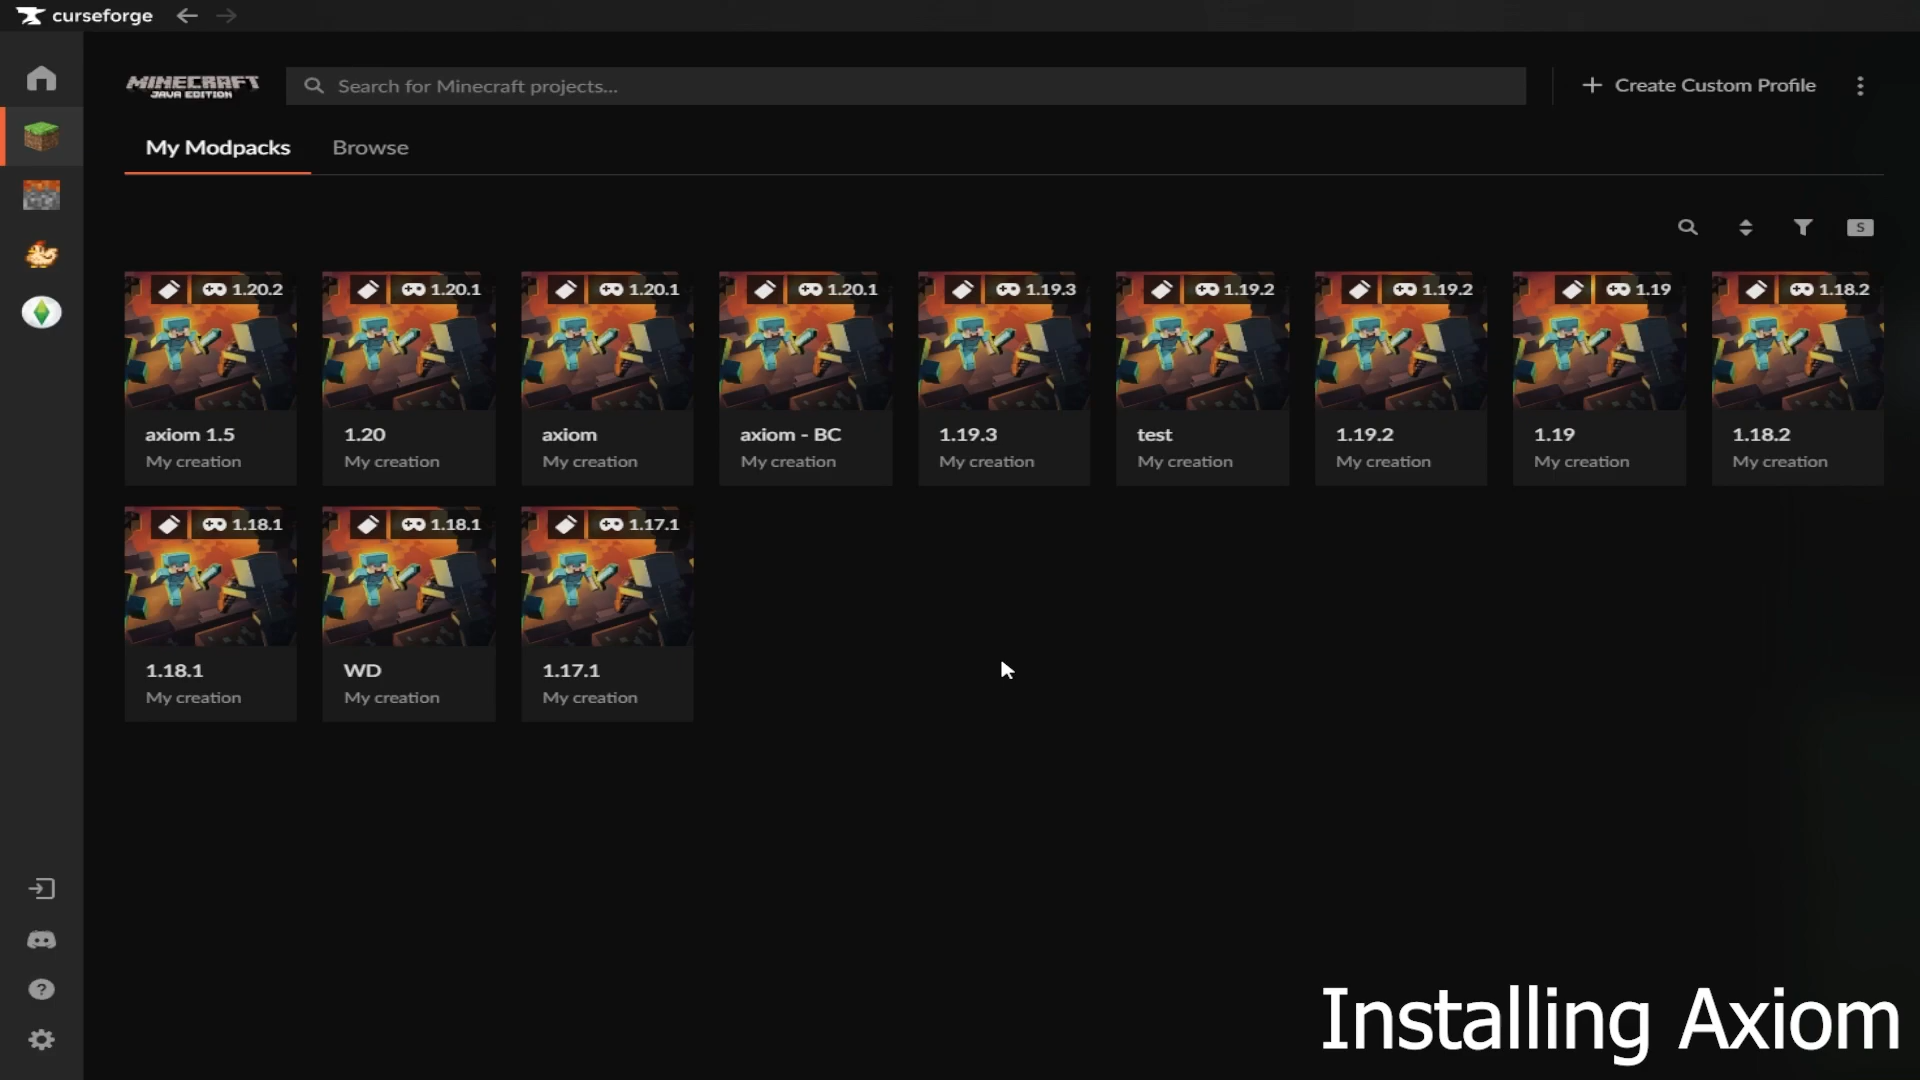 curseforge
MINECRAFT
JAVA EDITION
Search for Minecraft projects...
Create Custom Profile
My Modpacks
Browse
S
1.20.2
1.20.1
1.20.1
1.20.1
1.19.3
1.19.2
1.19.2
1.19
1.18.2
axiom 1.5
1.20
axiom
axiom - BC
1.19.3
test
1.19.2
1.19
1.18.2
My creation
My creation
My creation
My creation
My creation
My creation
My creation
My creation
My creation
1.18.1
1.18.1
1.17.1
1.18.1
WD
1.17.1
My creation
My creation
My creation
?
Installing Axiom